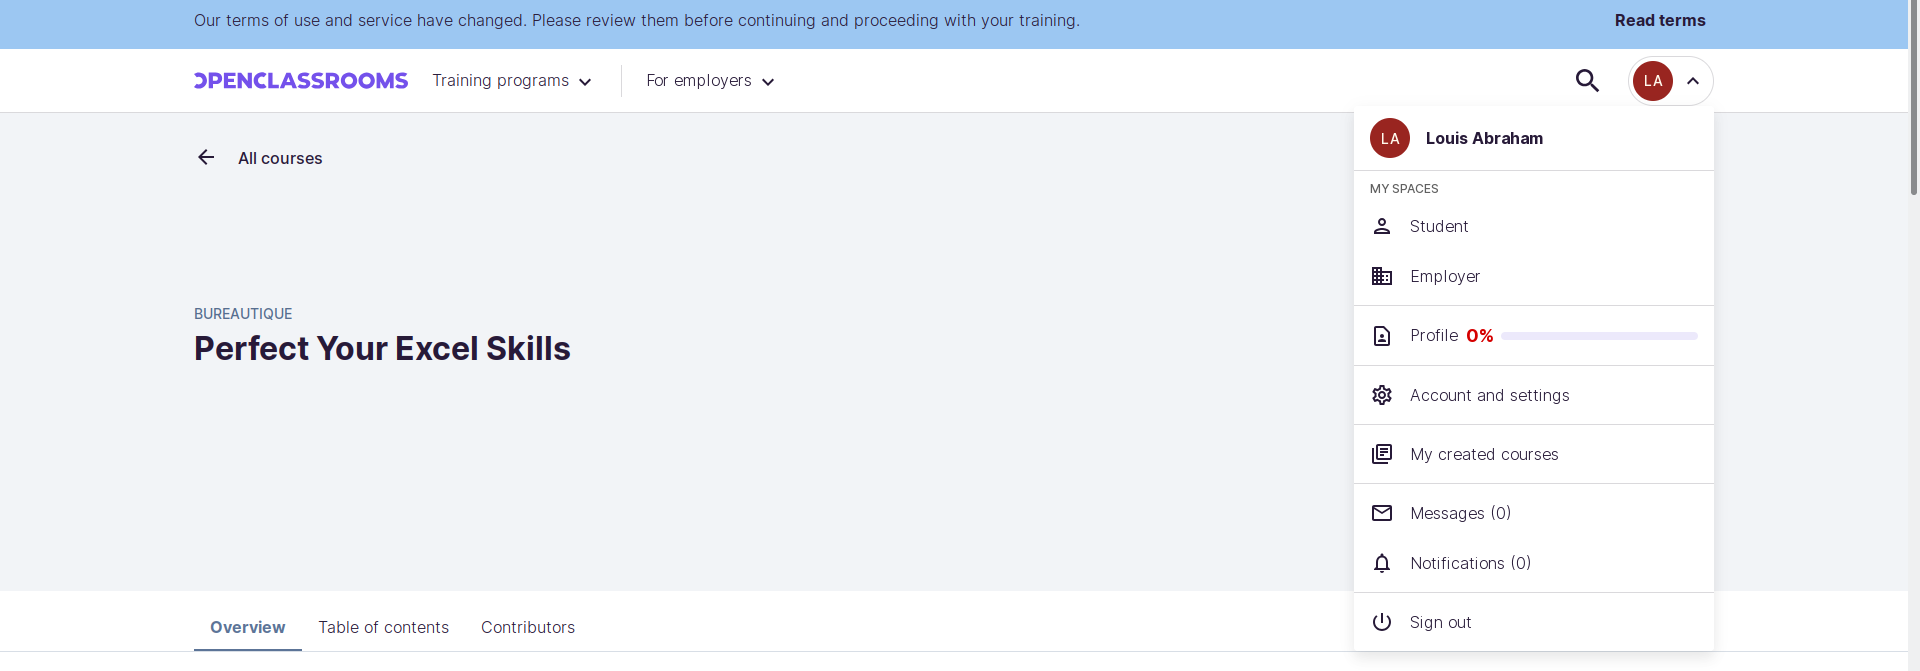 Our terms of use and service have changed. Please review them before continuing and proceeding with your training.
Read terms
OPENCLASSROOMS
Training programs
For employers
LA
LA
Louis Abraham
All courses
MY SPACES
Student
Employer
BUREAUTIQUE
Perfect Your Excel Skills
Profile 0%
Account and settings
My created courses
Messages (0)
Notifications (0)
Sign out
Overview
Table of contents
Contributors